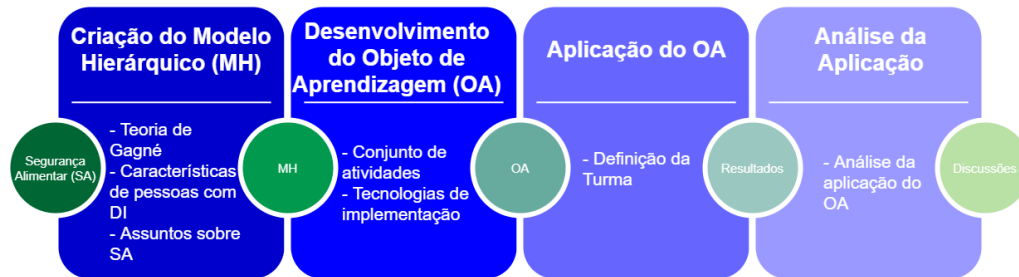 Criação do Modelo
Hierárquico (MH)
- Teoria de
Gagné
- Características
de pessoas com
DI
- Assuntos sobre
SA
Desenvolvimento
do Objeto de
Aprendizagem (OA)
- Conjunto de
atividades
- Tecnologias de
implementação
Aplicação do OA
- Definição da
Turma
Análise da
Aplicação
- Análise da
aplicação do
OA
Segurança
Alimentar (SA)
MH
OA
Resultados
Discussões